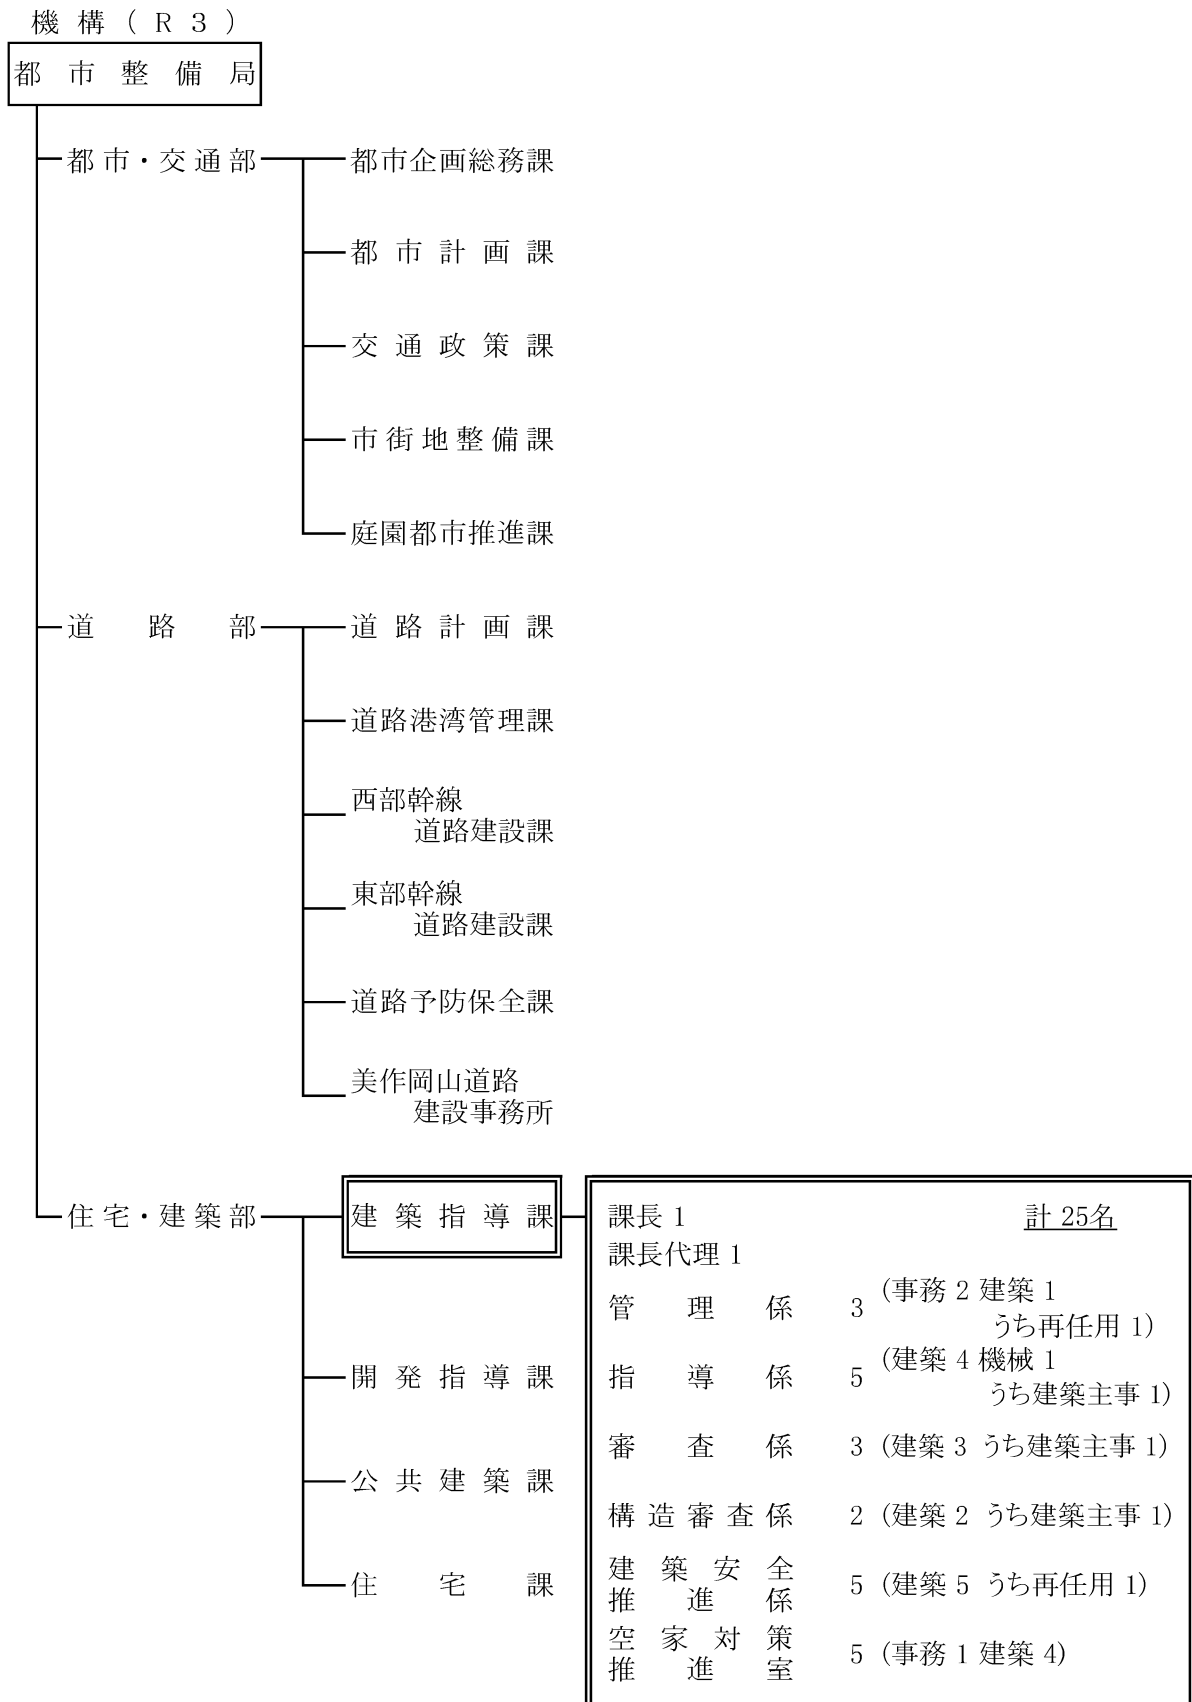 機構(R3)
都市整備局
都市・交通部 都市企画総務課
都市計画課
交通政策課
市街地整備課
庭園都市推進課
道路部 道路計画課
道路港湾管理課
西部幹線
道路建設課
東部幹線
道路建設課
道路予防保全課
美作岡山道路
建設事務所
住宅・建築部 建築指導課
開発指導課
公共建築課
住宅課
課長 1 計 25名
課長代理 1
管理係 3 (事務 2 建築 1
うち再任用 1)
指導係 5 (建築 4 機械 1
うち建築主事 1)
審査係 3 (建築 3 うち建築主事 1)
構造審査係 2 (建築 2 うち建築主事 1)
建築安全
推進係 5 (建築 5 うち再任用 1)
空家対策
推進室 5 (事務 1 建築 4)